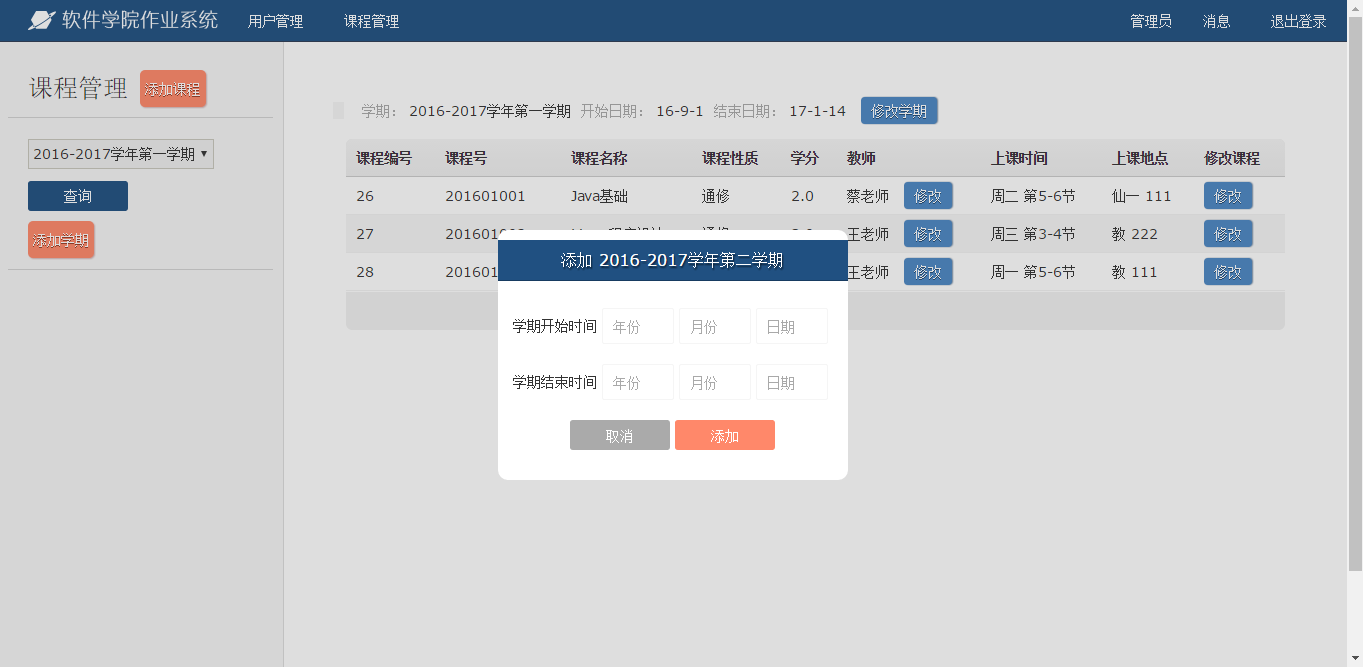 软件学院作业系统 用户管理 课程管理 管理员 消息 退出登录
课程管理 添加课程
2016-2017学年第一学期
查询
添加学期
学期： 2016-2017学年第一学期 开始日期： 16-9-1 结束日期： 17-1-14 修改学期
课程编号 课程号 课程名称 课程性质 学分 教师 上课时间 上课地点 修改课程
26 201601001 Java基础 通修 2.0 蔡老师 修改 周二 第5-6节 仙一 111 修改
27 王老师 修改 周三 第3-4节 教 222 修改
28 王老师 修改 周一 第5-6节 教 111 修改
添加 2016-2017学年第二学期
学期开始时间 年份 月份 日期
学期结束时间 年份 月份 日期
取消 添加